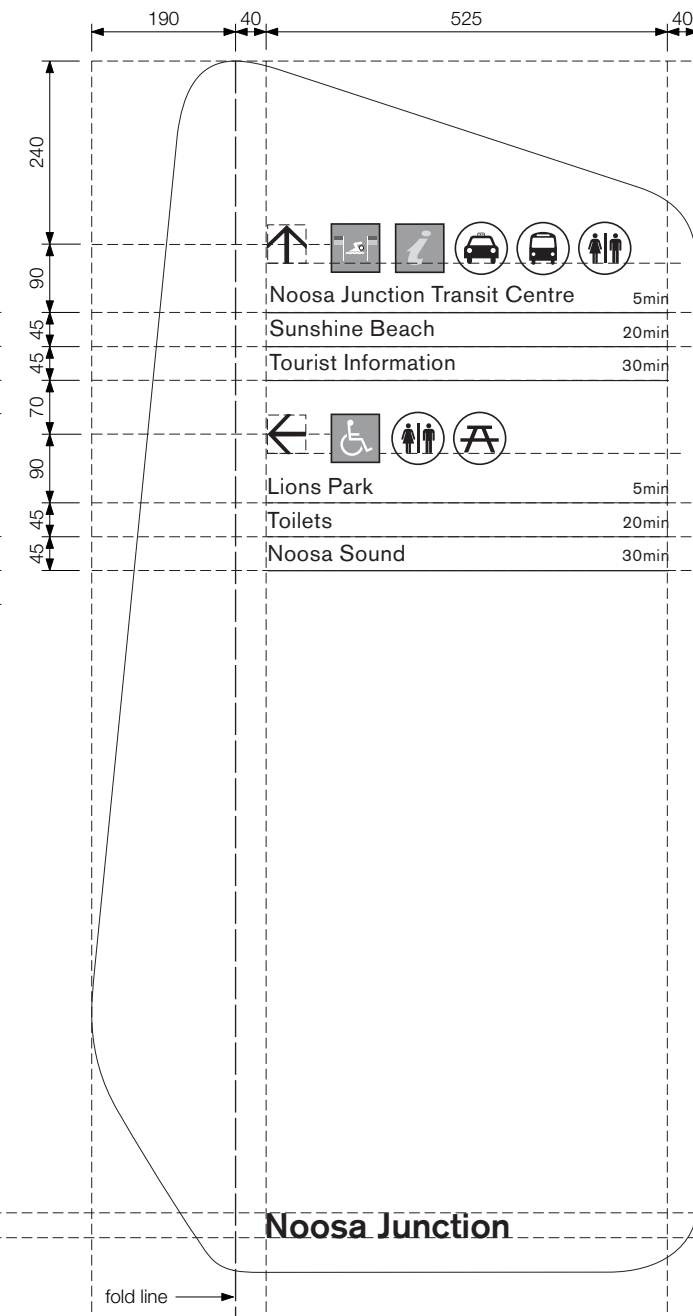 190 40 525 40
240
90
45
45
70
90
45
45
Noosa Junction Transit Centre 5min
Sunshine Beach 20min
Tourist Information 30min
Lions Park 5min
Toilets 20min
Noosa Sound 30min
Noosa Junction
fold line